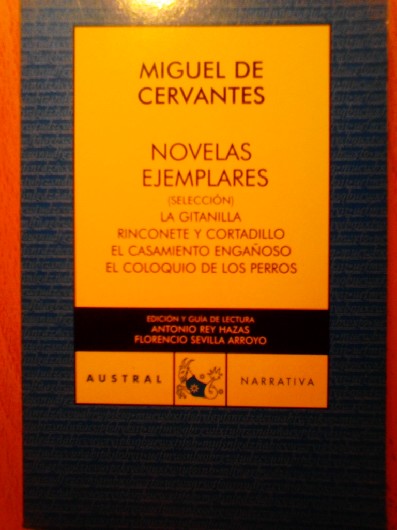 MIGUEL DE
CERVANTES
NOVELAS
EJEMPLARES
(SELECCIÓN)
LA GITANILLA
RINCONETE Y CORTADILLO
EL CASAMIENTO ENGAÑOSO
EL COLOQUIO DE LOS PERROS
EDICIÓN Y GUÍA DE LECTURA
ANTONIO REY HAZAS
FLORENCIO SEVILLA ARROYO
AUSTRAL
NARRATIVA